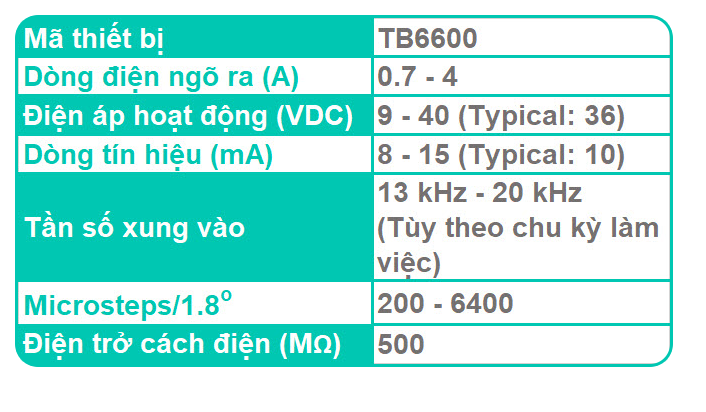 Mã thiết bị TB6600
Dòng điện ngõ ra (A) 0.7 - 4
Điện áp hoạt động (VDC) 9 - 40 (Typical: 36)
Dòng tín hiệu (mA) 8 - 15 (Typical: 10)
Tần số xung vào 13 kHz - 20 kHz
(Tùy theo chu kỳ làm
việc)
Microsteps/1.8° 200 - 6400
Điện trở cách điện (MΩ) 500